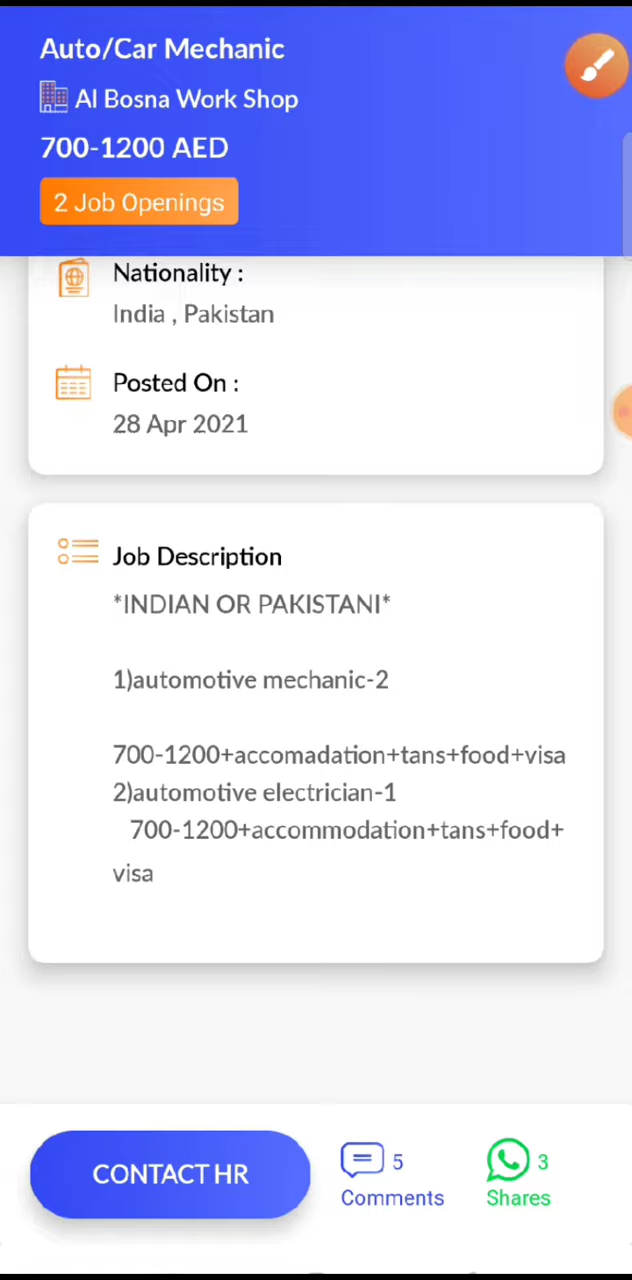 Auto/Car Mechanic
Al Bosna Work Shop
700-1200 AED
2 Job Openings
Nationality :
India , Pakistan
Posted On :
28 Apr 2021
Job Description
*INDIAN OR PAKISTANI*
1)automotive mechanic-2
700-1200+accomadation+tans+food+visa
2)automotive electrician-1
700-1200+accommodation+tans+food+
visa
CONTACT HR
5
Comments
3
Shares